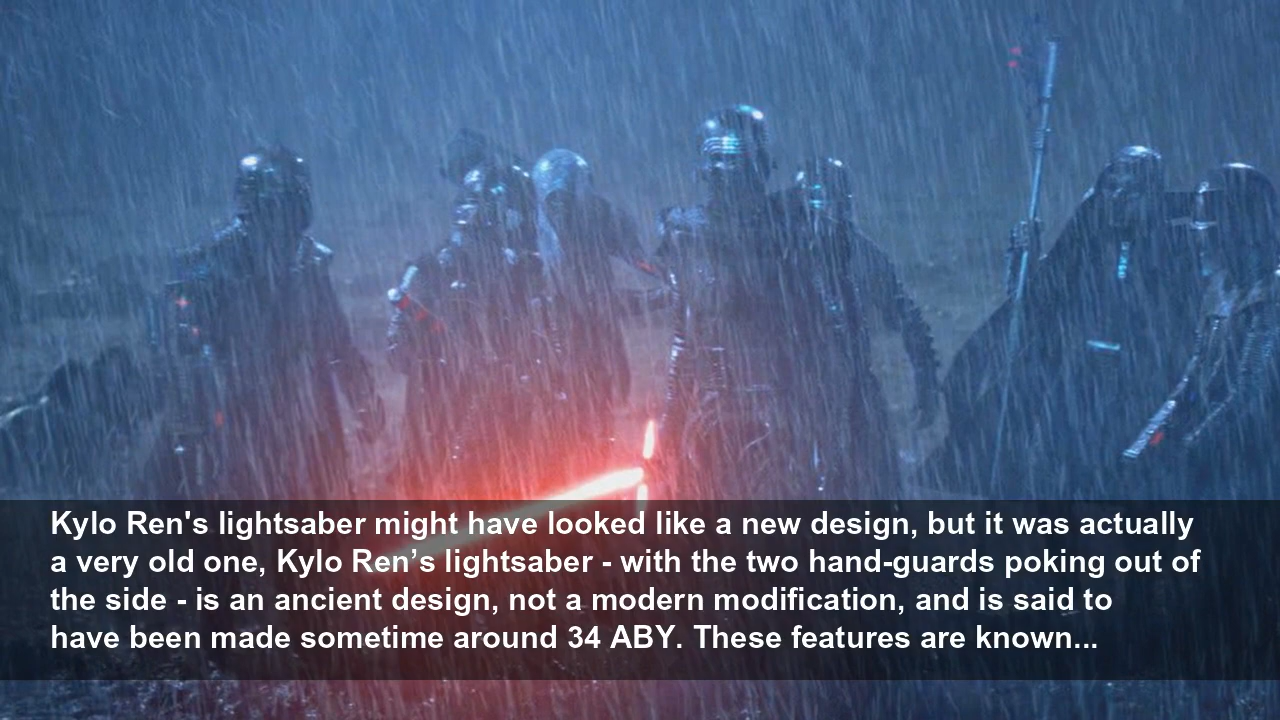 Kylo Ren's lightsaber might have looked like a new design, but it was actually
a very old one, Kylo Ren’s lightsaber - with the two hand-guards poking out of
the side - is an ancient design, not a modern modification, and is said to
have been made sometime around 34 ABY. These features are known...